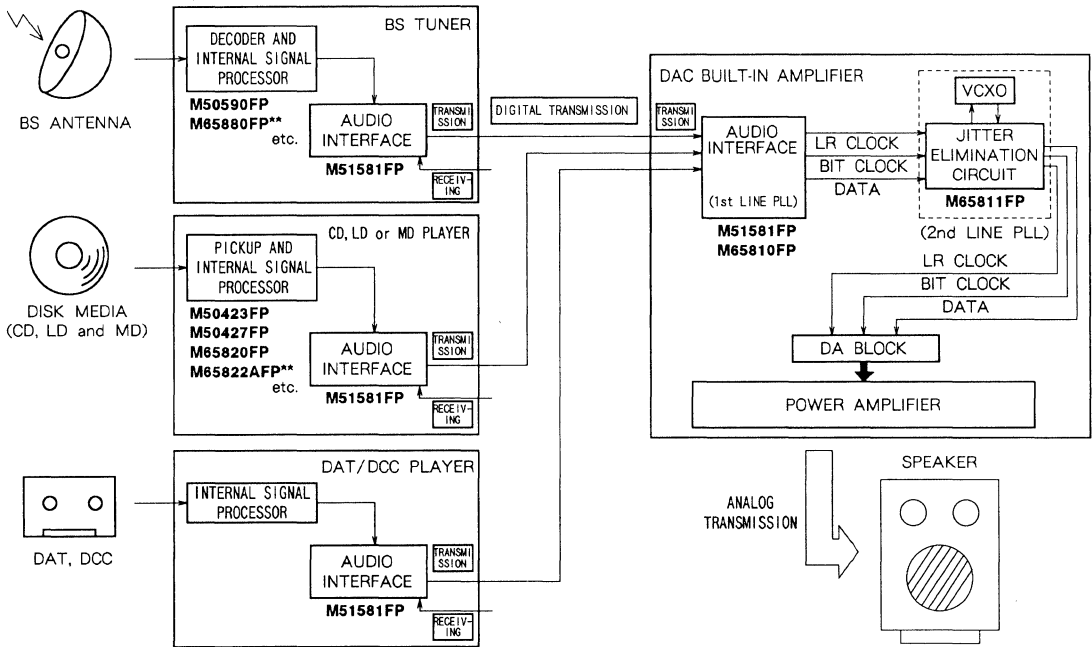 BS ANTENNA
BS TUNER
DECODER AND
INTERNAL SIGNAL
PROCESSOR
M50590FP
M65880FP**
etc.
AUDIO
INTERFACE
M51581FP
TRANSMI
SSION
RECEIV-
ING
DIGITAL TRANSMISSION
DISK MEDIA
(CD, LD and MD)
CD, LD or MD PLAYER
PICKUP AND
INTERNAL SIGNAL
PROCESSOR
M50423FP
M50427FP
M65820FP
M65822AFP**
etc.
AUDIO
INTERFACE
M51581FP
TRANSMI
SSION
RECEIV-
ING
DAT, DCC
DAT/DCC PLAYER
INTERNAL SIGNAL
PROCESSOR
AUDIO
INTERFACE
M51581FP
TRANSMI
SSION
RECEIV-
ING
DAC BUILT-IN AMPLIFIER
TRANSMI
SSION
AUDIO
INTERFACE
(1st LINE PLL)
M51581FP
M65810FP
LR CLOCK
BIT CLOCK
DATA
VCXO
JITTER
ELIMINATION
CIRCUIT
M65811FP
(2nd LINE PLL)
LR CLOCK
BIT CLOCK
DATA
DA BLOCK
POWER AMPLIFIER
ANALOG
TRANSMISSION
SPEAKER